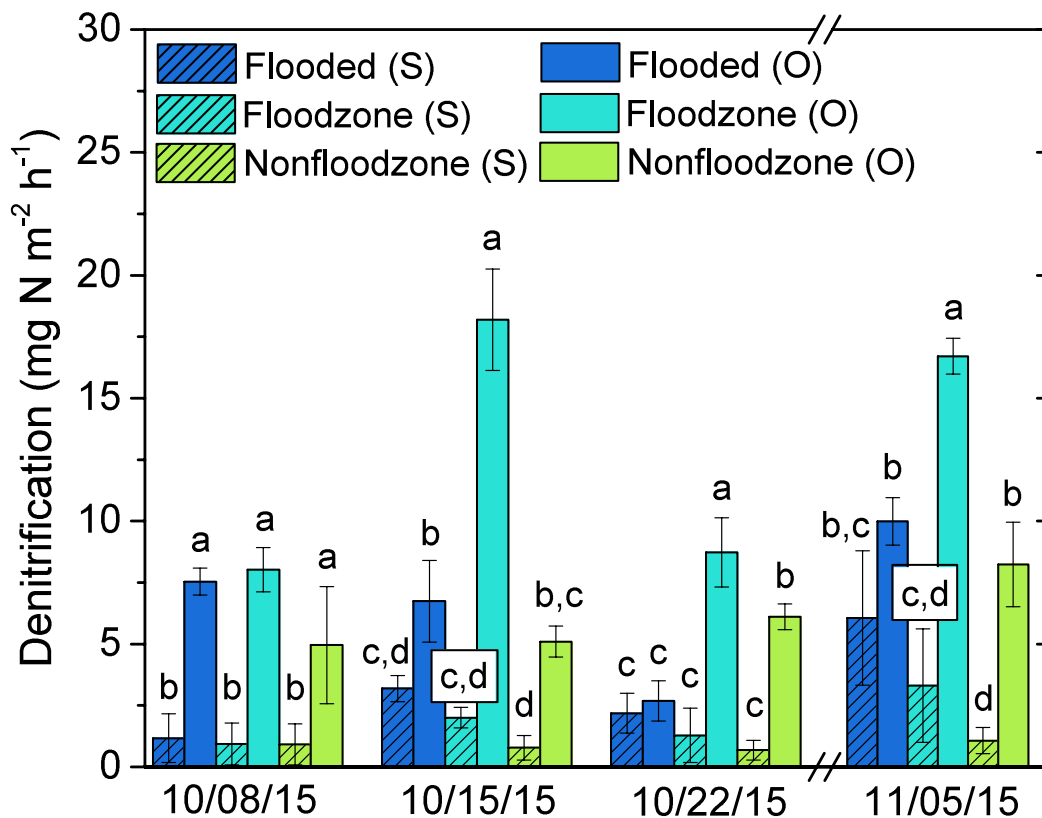 Denitrification (mg N m⁻² h⁻¹)
30
25
20
15
10
5
0
Flooded (S) Flooded (O)
Floodzone (S) Floodzone (O)
Nonfloodzone (S) Nonfloodzone (O)
b a b a b a
c,d b c,d a d b,c
c c c a c b
b,c b c,d a d b
10/08/15 10/15/15 10/22/15 11/05/15